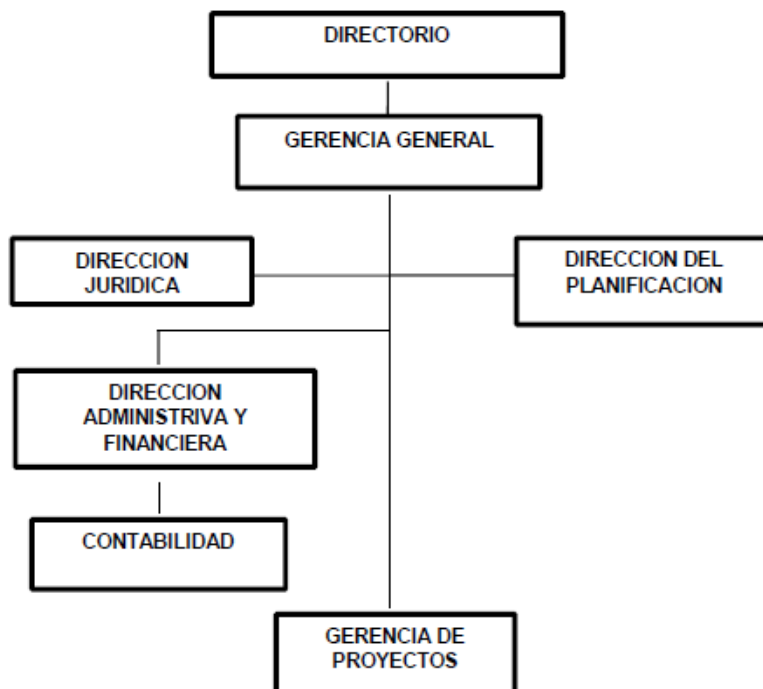 DIRECTORIO
GERENCIA GENERAL
DIRECCION
JURIDICA
DIRECCION DEL
PLANIFICACION
DIRECCION
ADMINISTRIVA Y
FINANCIERA
CONTABILIDAD
GERENCIA DE
PROYECTOS